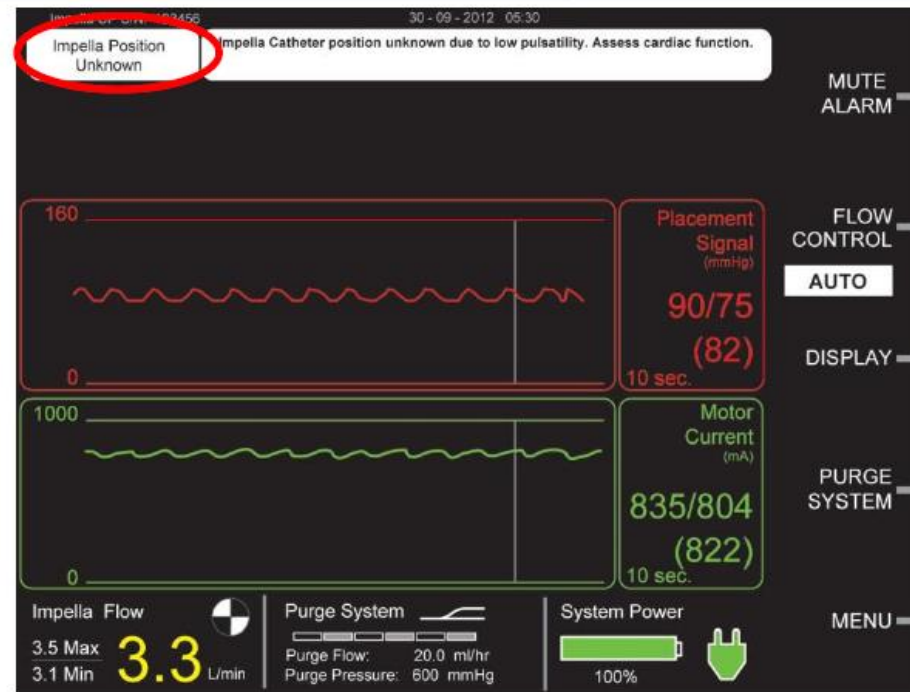 Impella CP S/N: 123456 30 - 09 - 2012 05:30
Impella Position
Unknown
Impella Catheter position unknown due to low pulsatility. Assess cardiac function.
MUTE
ALARM
160
Placement
Signal
(mmHg)
90/75
(82)
0
10 sec.
FLOW
CONTROL
AUTO
DISPLAY
1000
Motor
Current
(mA)
835/804
(822)
0
10 sec.
PURGE
SYSTEM
Impella Flow
3.5 Max
3.1 Min
3.3 L/min
Purge System
Purge Flow: 20.0 ml/hr
Purge Pressure: 600 mmHg
System Power
100%
MENU